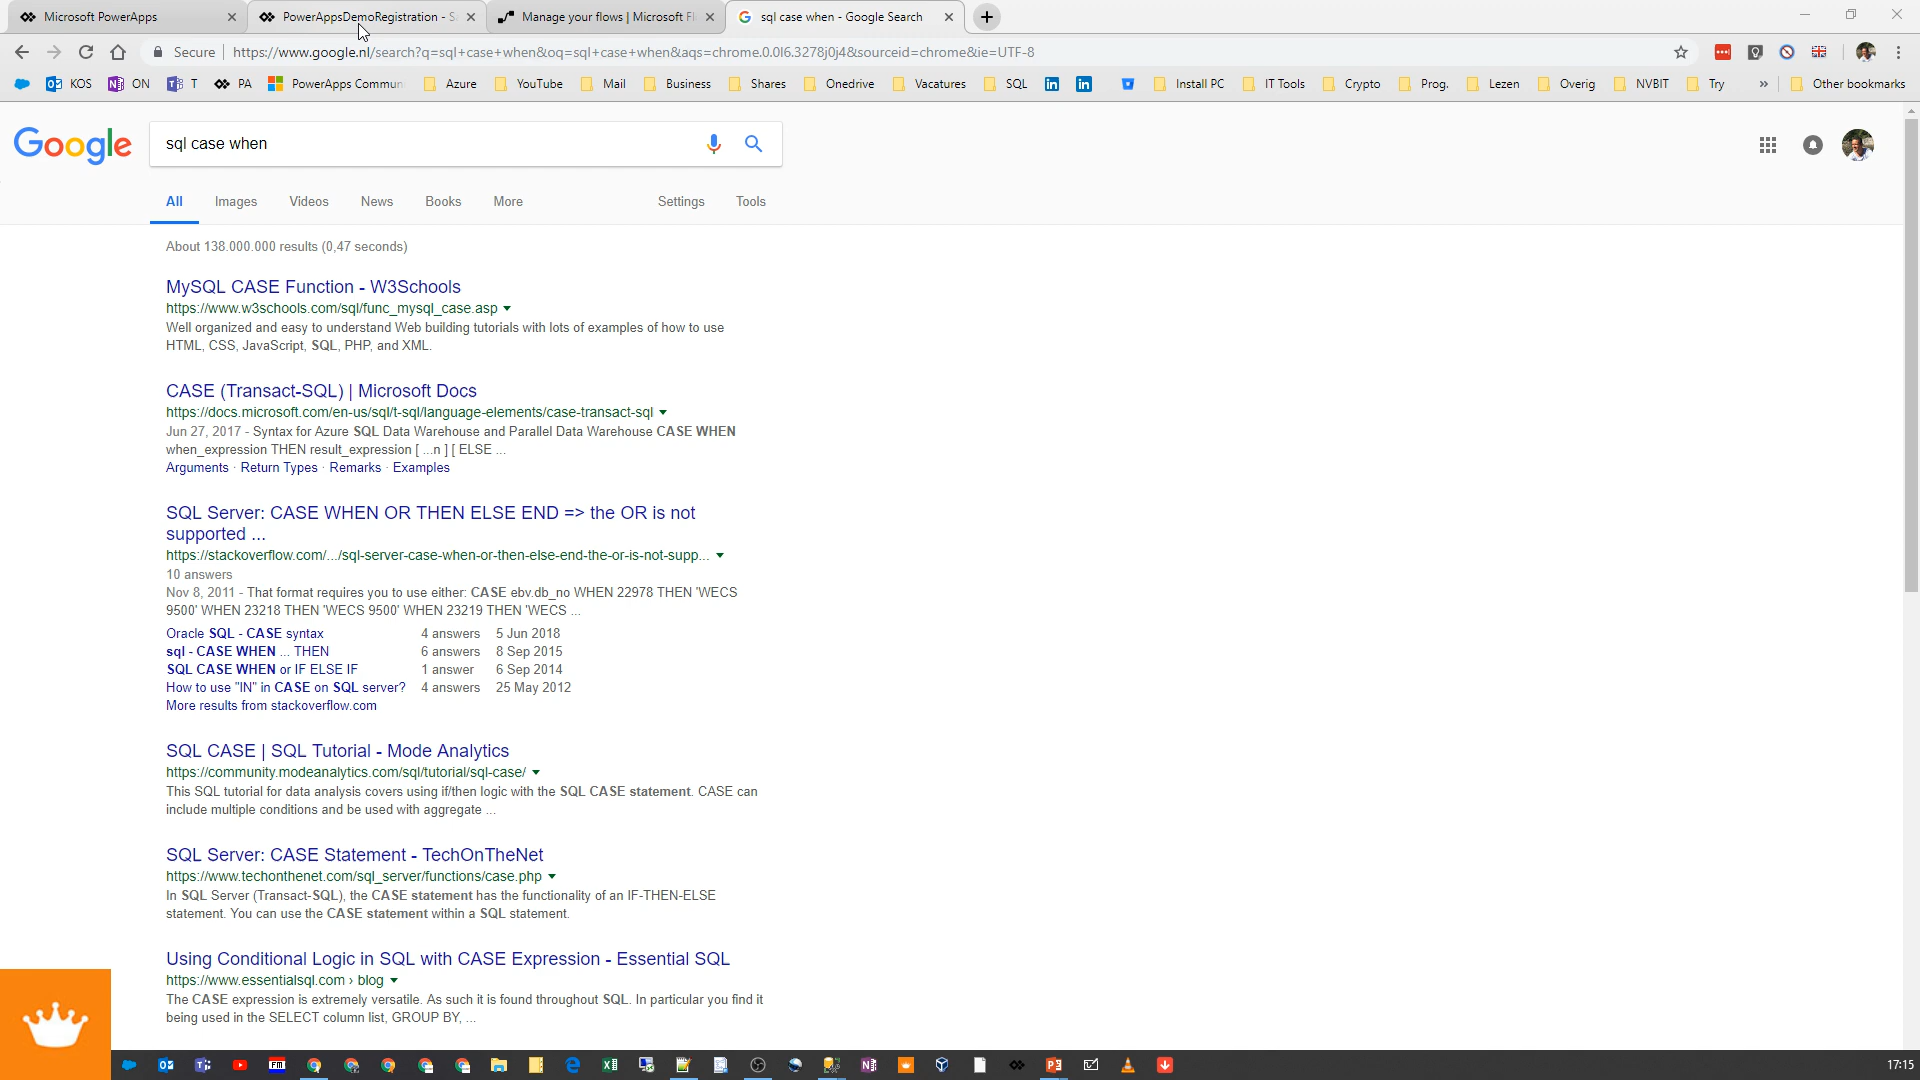 Microsoft PowerApps
PowerAppsDemoRegistration - S
Manage your flows | Microsoft Fl
sql case when - Google Search
Secure
https://www.google.nl/search?q=sql+case+when&oq=sql+case+when&aqs=chrome.0.0l6.3278j0j4&sourceid=chrome&ie=UTF-8
KOS ON T PA PowerApps Commun Azure YouTube Mail Business Shares Onedrive Vacatures SQL Install PC IT Tools Crypto Prog. Lezen Overig NVBIT Try » Other bookmarks
Google
sql case when
All Images Videos News Books More Settings Tools
About 138.000.000 results (0,47 seconds)
MySQL CASE Function - W3Schools
https://www.w3schools.com/sql/func_mysql_case.asp
Well organized and easy to understand Web building tutorials with lots of examples of how to use
HTML, CSS, JavaScript, SQL, PHP, and XML.
CASE (Transact-SQL) | Microsoft Docs
https://docs.microsoft.com/en-us/sql/t-sql/language-elements/case-transact-sql
Jun 27, 2017 - Syntax for Azure SQL Data Warehouse and Parallel Data Warehouse CASE WHEN
when_expression THEN result_expression [ ...n ] [ ELSE ...
Arguments · Return Types · Remarks · Examples
SQL Server: CASE WHEN OR THEN ELSE END => the OR is not
supported ...
https://stackoverflow.com/.../sql-server-case-when-or-then-else-end-the-or-is-not-supp...
10 answers
Nov 8, 2011 - That format requires you to use either: CASE ebv.db_no WHEN 22978 THEN 'WECS
9500' WHEN 23218 THEN 'WECS 9500' WHEN 23219 THEN 'WECS ...
Oracle SQL - CASE syntax 4 answers 5 Jun 2018
sql - CASE WHEN ... THEN 6 answers 8 Sep 2015
SQL CASE WHEN or IF ELSE IF 1 answer 6 Sep 2014
How to use "IN" in CASE on SQL server? 4 answers 25 May 2012
More results from stackoverflow.com
SQL CASE | SQL Tutorial - Mode Analytics
https://community.modeanalytics.com/sql/tutorial/sql-case/
This SQL tutorial for data analysis covers using if/then logic with the SQL CASE statement. CASE can
include multiple conditions and be used with aggregate ...
SQL Server: CASE Statement - TechOnTheNet
https://www.techonthenet.com/sql_server/functions/case.php
In SQL Server (Transact-SQL), the CASE statement has the functionality of an IF-THEN-ELSE
statement. You can use the CASE statement within a SQL statement.
Using Conditional Logic in SQL with CASE Expression - Essential SQL
https://www.essentialsql.com › blog
The CASE expression is extremely versatile. As such it is found throughout SQL. In particular you find it
being used in the SELECT column list, GROUP BY, ...
FM
17:15